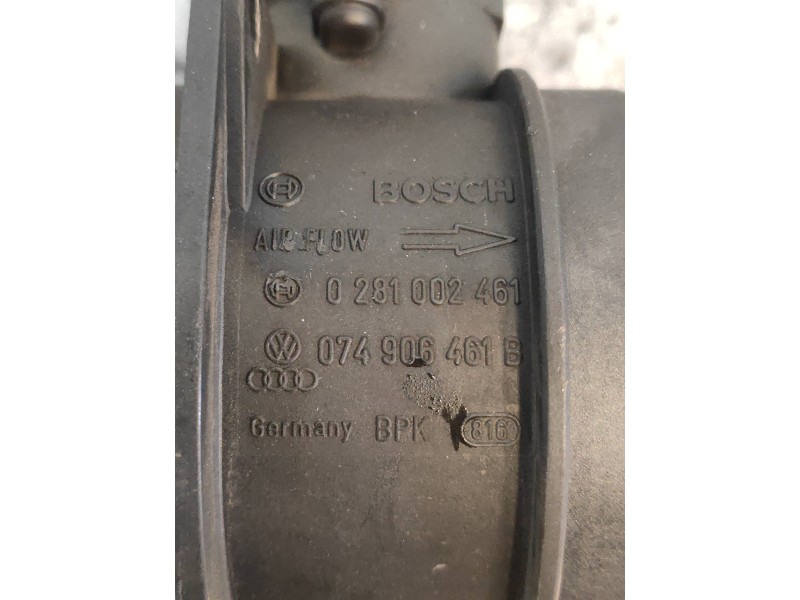 BOSCH
AIR FLOW
0 281 002 461
074 906 461 B
Germany BPK 816